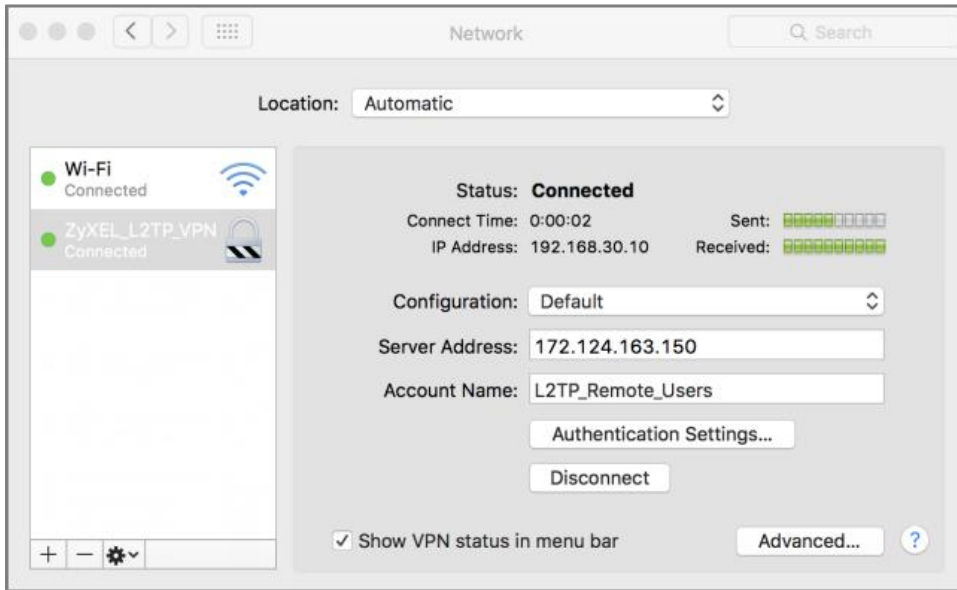 Network
Search
Location: Automatic
Wi-Fi
Connected
ZyXEL_L2TP_VPN
Connected
Status: Connected
Connect Time: 0:00:02 Sent:
IP Address: 192.168.30.10 Received:
Configuration: Default
Server Address: 172.124.163.150
Account Name: L2TP_Remote_Users
Authentication Settings...
Disconnect
Show VPN status in menu bar
Advanced... ?